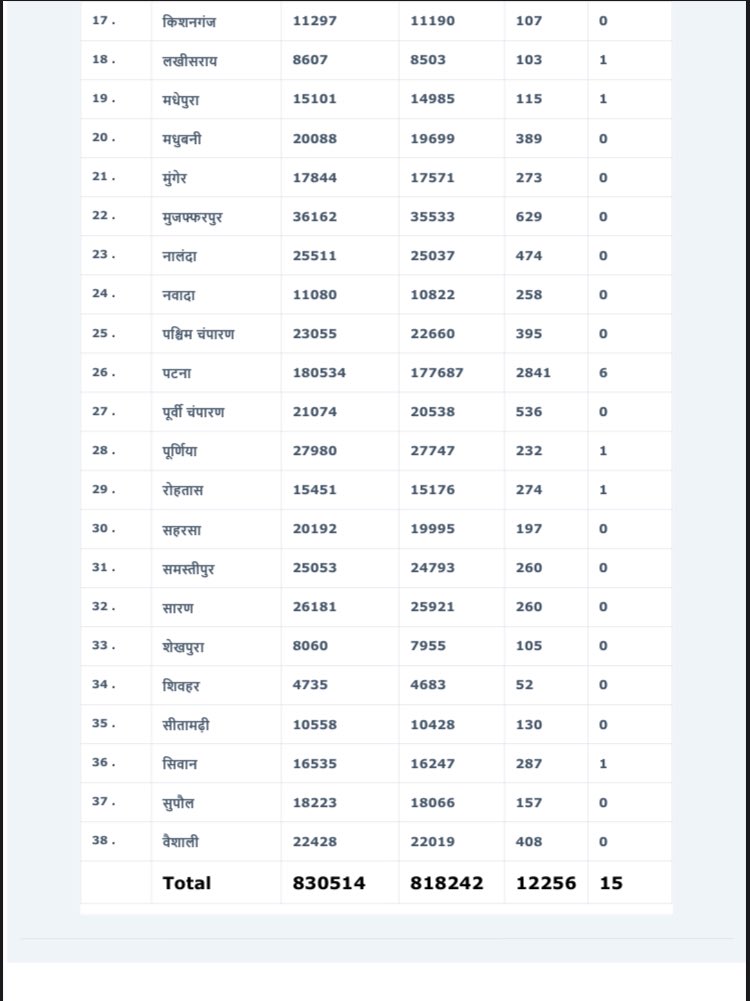 17. किशनगंज 11297 11190 107 0
18. लखीसराय 8607 8503 103 1
19. मधेपुरा 15101 14985 115 1
20. मधुबनी 20088 19699 389 0
21. मुंगेर 17844 17571 273 0
22. मुजफ्फरपुर 36162 35533 629 0
23. नालंदा 25511 25037 474 0
24. नवादा 11080 10822 258 0
25. पश्चिम चंपारण 23055 22660 395 0
26. पटना 180534 177687 2841 6
27. पूर्वी चंपारण 21074 20538 536 0
28. पूर्णिया 27980 27747 232 1
29. रोहतास 15451 15176 274 1
30. सहरसा 20192 19995 197 0
31. समस्तीपुर 25053 24793 260 0
32. सारण 26181 25921 260 0
33. शेखपुरा 8060 7955 105 0
34. शिवहर 4735 4683 52 0
35. सीतामढ़ी 10558 10428 130 0
36. सिवान 16535 16247 287 1
37. सुपौल 18223 18066 157 0
38. वैशाली 22428 22019 408 0
Total 830514 818242 12256 15